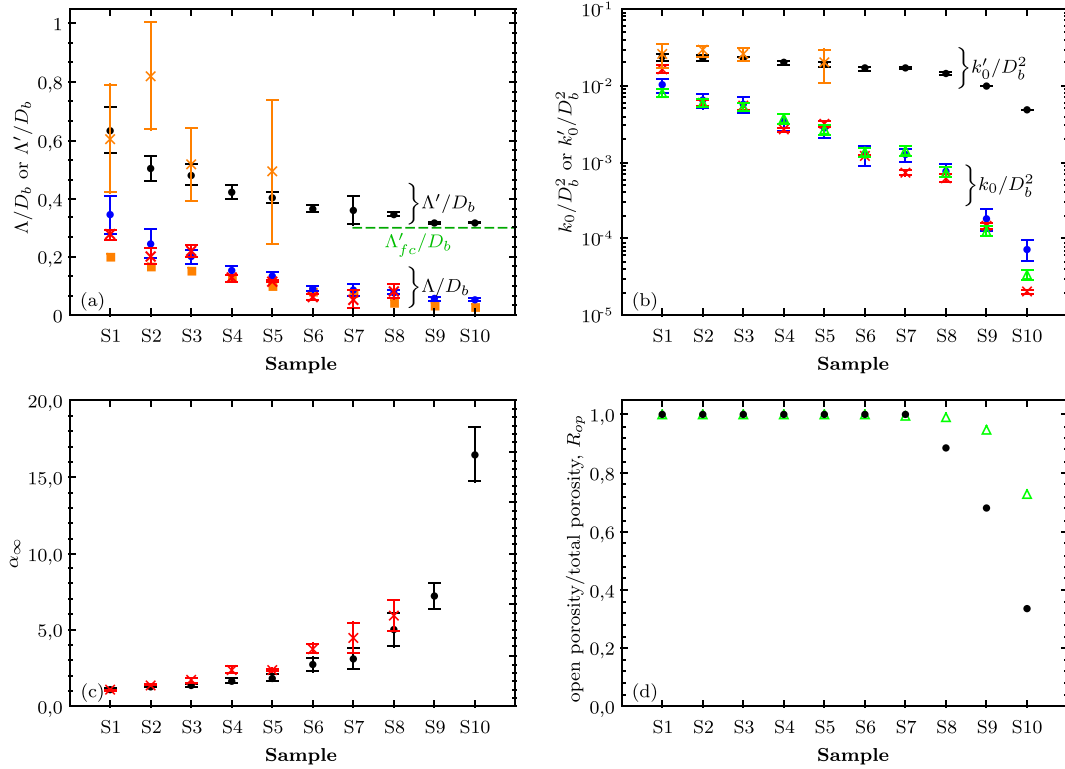 1
0.8
0.6
0.4
0.2
0
Λ/D_b or Λ′/D_b
}Λ′/D_b
Λ′_{fc}/D_b
}Λ/D_b
(a)
S1 S2 S3 S4 S5 S6 S7 S8 S9 S10
Sample
10^{-1}
10^{-2}
10^{-3}
10^{-4}
10^{-5}
k_0/D_b^2 or k′_0/D_b^2
}k′_0/D_b^2
}k_0/D_b^2
(b)
S1 S2 S3 S4 S5 S6 S7 S8 S9 S10
Sample
20,0
15,0
10,0
5,0
0,0
α_∞
(c)
S1 S2 S3 S4 S5 S6 S7 S8 S9 S10
Sample
1,0
0,8
0,6
0,4
0,2
0,0
open porosity/total porosity, R_{op}
(d)
S1 S2 S3 S4 S5 S6 S7 S8 S9 S10
Sample